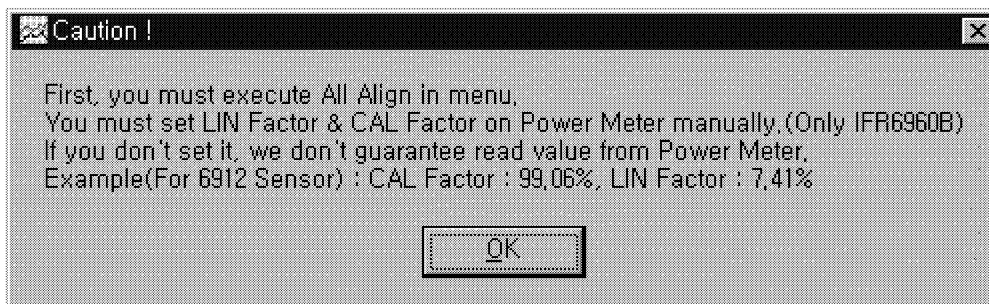 Caution !
First, you must execute All Align in menu,
You must set LIN Factor & CAL Factor on Power Meter manually,(Only IFR6960B)
If you don't set it, we don't guarantee read value from Power Meter,
Example(For 6912 Sensor) : CAL Factor : 99,06%, LIN Factor : 7,41%
OK